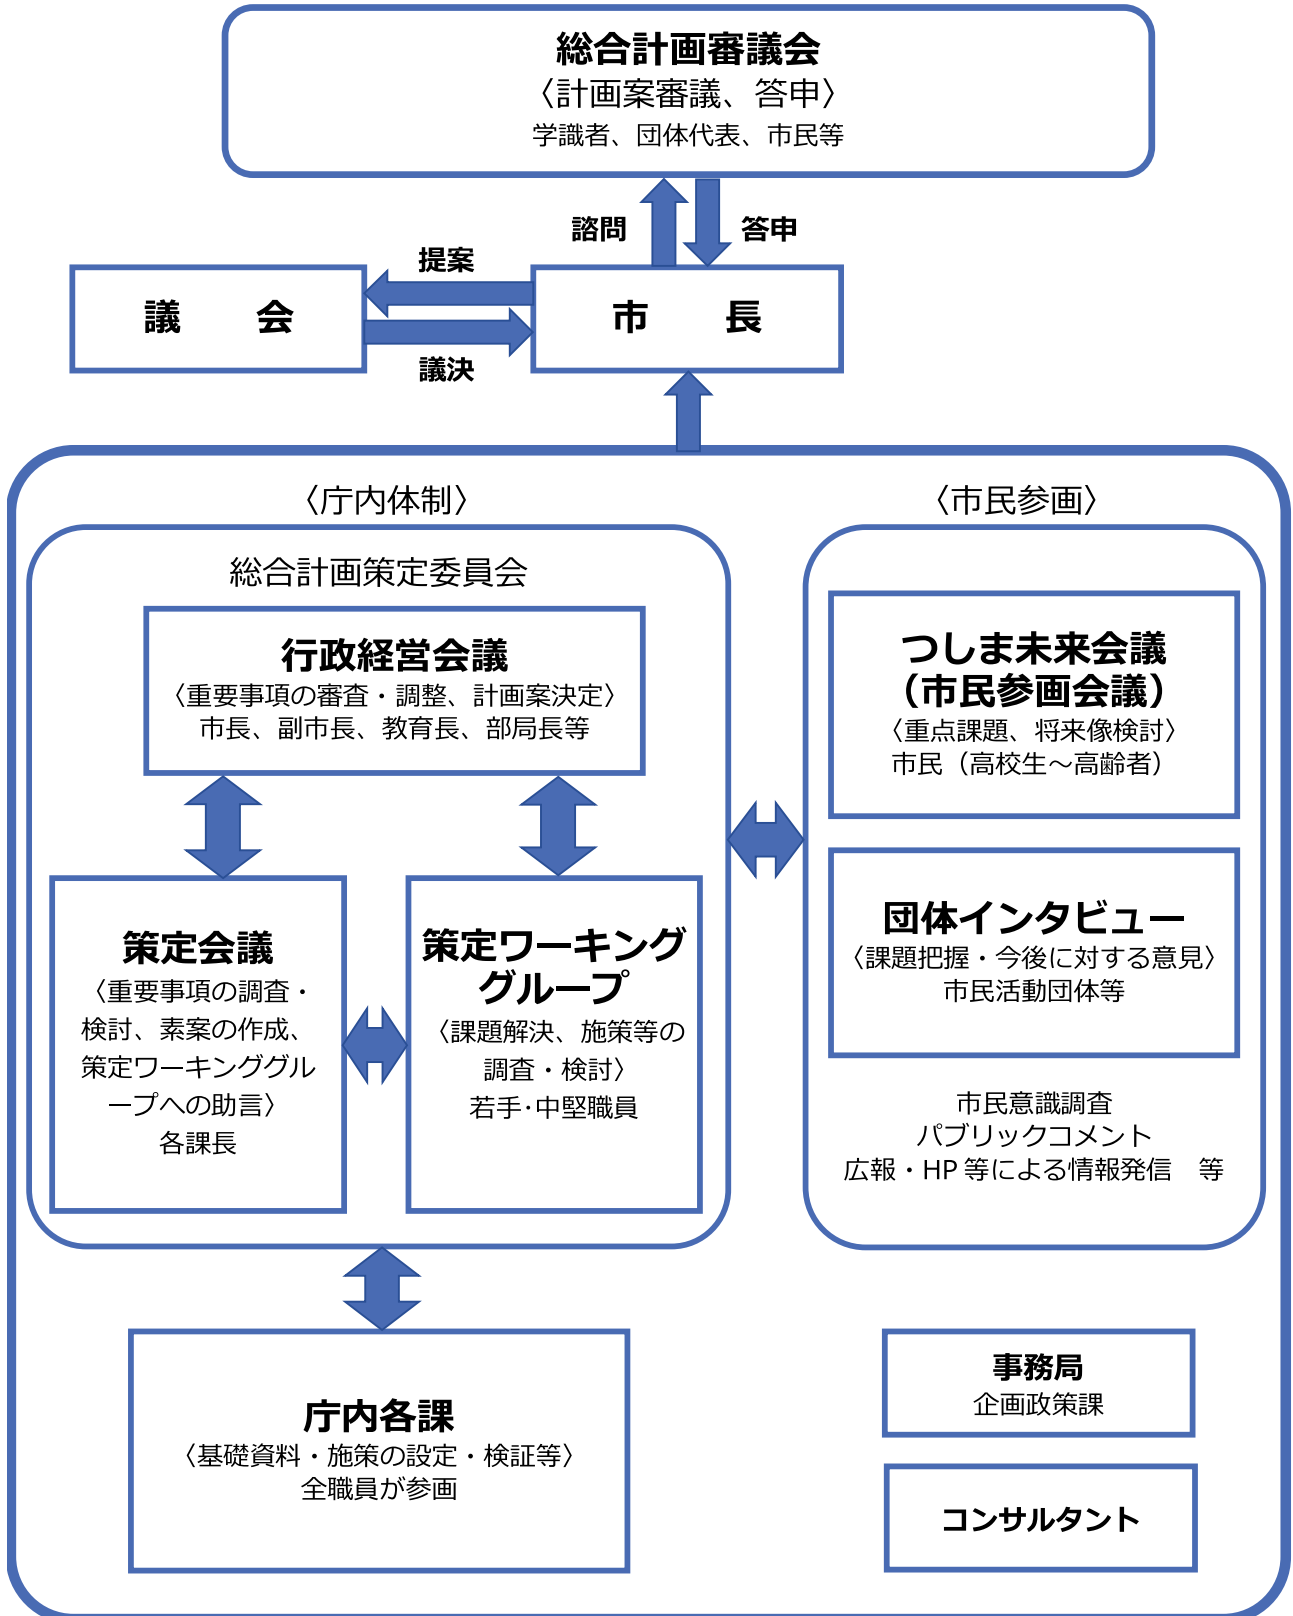 総合計画審議会
〈計画案審議、答申〉
学識者、団体代表、市民等
諮問
答申
提案
議　　会
市　　長
議決
〈庁内体制〉
総合計画策定委員会
行政経営会議
〈重要事項の審査・調整、計画案決定〉
市長、副市長、教育長、部局長等
策定会議
〈重要事項の調査・
検討、素案の作成、
策定ワーキンググル
ープへの助言〉
各課長
策定ワーキング
グループ
〈課題解決、施策等の
調査・検討〉
若手･中堅職員
〈市民参画〉
つしま未来会議
（市民参画会議）
〈重点課題、将来像検討〉
市民（高校生～高齢者）
団体インタビュー
〈課題把握・今後に対する意見〉
市民活動団体等
市民意識調査
パブリックコメント
広報・HP 等による情報発信　等
庁内各課
〈基礎資料・施策の設定・検証等〉
全職員が参画
事務局
企画政策課
コンサルタント